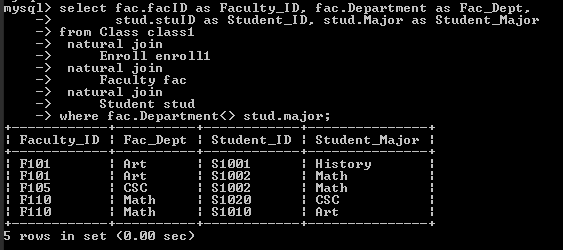 mysql> select fac.facID as Faculty_ID, fac.Department as Fac_Dept,
    ->        stud.stuID as Student_ID, stud.Major as Student_Major
    -> from Class class1
    ->  natural join
    ->      Enroll enroll1
    ->  natural join
    ->      Faculty fac
    ->  natural join
    ->      Student stud
    -> where fac.Department<> stud.major;
+------------+----------+------------+---------------+
| Faculty_ID | Fac_Dept | Student_ID | Student_Major |
+------------+----------+------------+---------------+
| F101       | Art      | S1001      | History       |
| F101       | Art      | S1002      | Math          |
| F105       | CSC      | S1002      | Math          |
| F110       | Math     | S1020      | CSC           |
| F110       | Math     | S1010      | Art           |
+------------+----------+------------+---------------+
5 rows in set (0.00 sec)